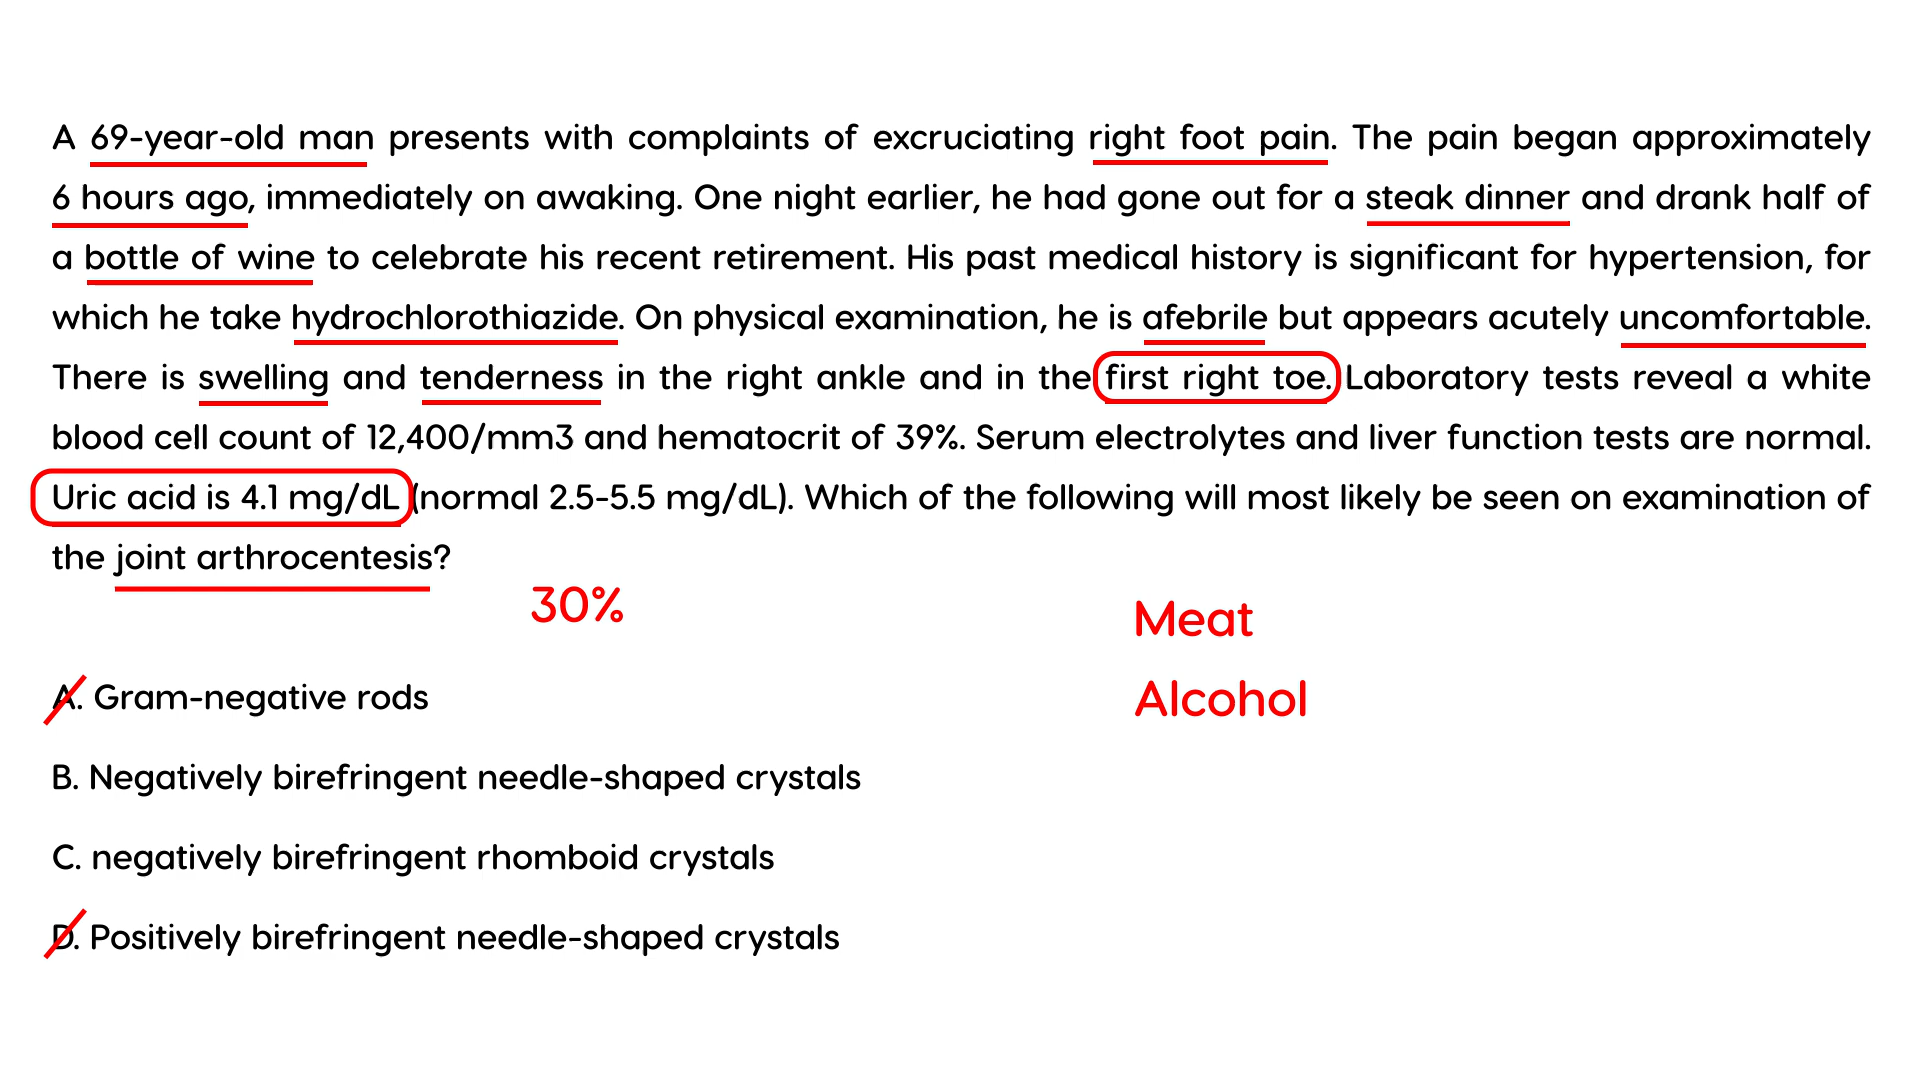 A 69-year-old man presents with complaints of excruciating right foot pain. The pain began approximately
6 hours ago, immediately on awaking. One night earlier, he had gone out for a steak dinner and drank half of
a bottle of wine to celebrate his recent retirement. His past medical history is significant for hypertension, for
which he take hydrochlorothiazide. On physical examination, he is afebrile but appears acutely uncomfortable.
There is swelling and tenderness in the right ankle and in the first right toe. Laboratory tests reveal a white
blood cell count of 12,400/mm3 and hematocrit of 39%. Serum electrolytes and liver function tests are normal.
Uric acid is 4.1 mg/dL (normal 2.5-5.5 mg/dL). Which of the following will most likely be seen on examination of
the joint arthrocentesis?
30%
Meat
Alcohol
A. Gram-negative rods
B. Negatively birefringent needle-shaped crystals
C. negatively birefringent rhomboid crystals
D. Positively birefringent needle-shaped crystals